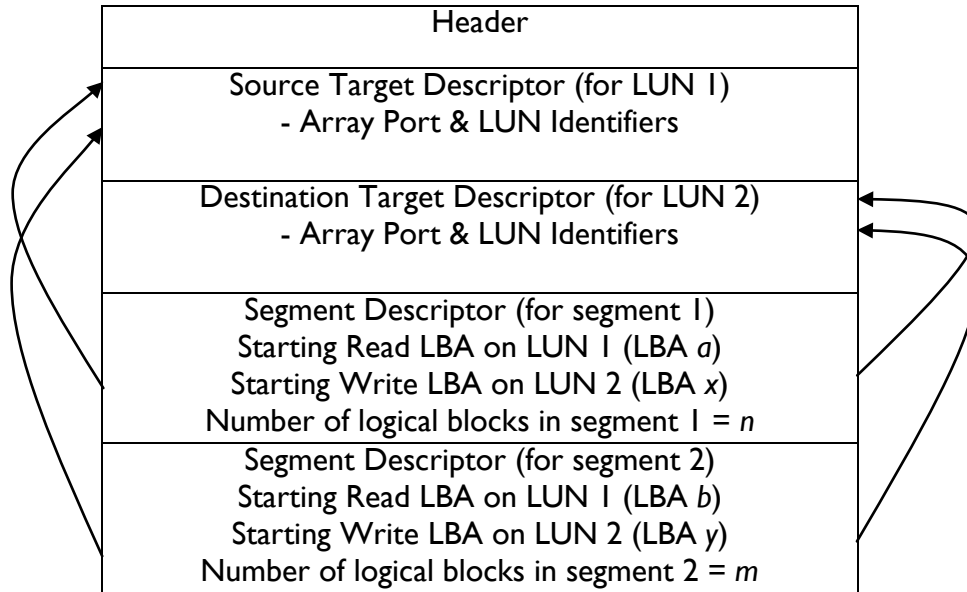 Header
Source Target Descriptor (for LUN 1)
- Array Port & LUN Identifiers
Destination Target Descriptor (for LUN 2)
- Array Port & LUN Identifiers
Segment Descriptor (for segment 1)
Starting Read LBA on LUN 1 (LBA a)
Starting Write LBA on LUN 2 (LBA x)
Number of logical blocks in segment 1 = n
Segment Descriptor (for segment 2)
Starting Read LBA on LUN 1 (LBA b)
Starting Write LBA on LUN 2 (LBA y)
Number of logical blocks in segment 2 = m